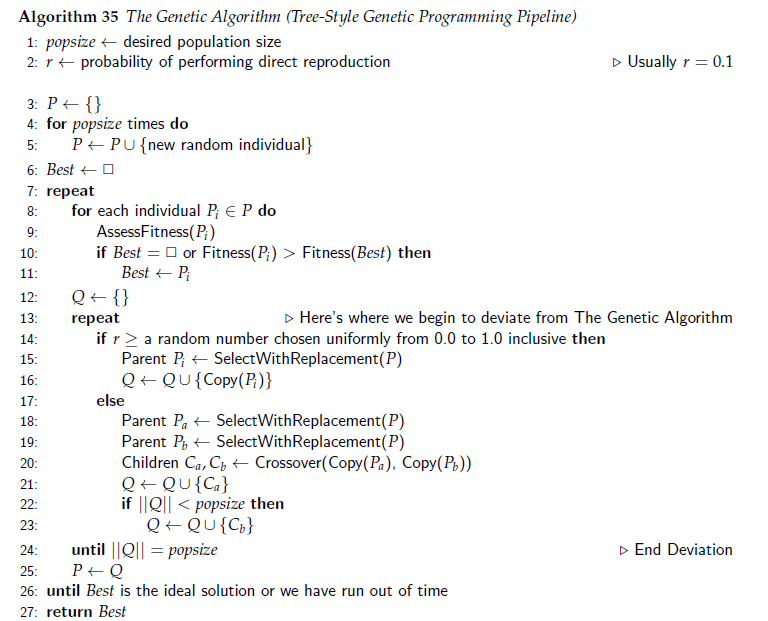 Algorithm 35 The Genetic Algorithm (Tree-Style Genetic Programming Pipeline)
1: popsize ← desired population size
2: r ← probability of performing direct reproduction ▷ Usually r = 0.1
3: P ← {}
4: for popsize times do
5: P ← P ∪ {new random individual}
6: Best ← □
7: repeat
8: for each individual Pᵢ ∈ P do
9: AssessFitness(Pᵢ)
10: if Best = □ or Fitness(Pᵢ) > Fitness(Best) then
11: Best ← Pᵢ
12: Q ← {}
13: repeat ▷ Here's where we begin to deviate from The Genetic Algorithm
14: if r ≥ a random number chosen uniformly from 0.0 to 1.0 inclusive then
15: Parent Pᵢ ← SelectWithReplacement(P)
16: Q ← Q ∪ {Copy(Pᵢ)}
17: else
18: Parent Pₐ ← SelectWithReplacement(P)
19: Parent P_b ← SelectWithReplacement(P)
20: Children Cₐ, C_b ← Crossover(Copy(Pₐ), Copy(P_b))
21: Q ← Q ∪ {Cₐ}
22: if ||Q|| < popsize then
23: Q ← Q ∪ {C_b}
24: until ||Q|| = popsize ▷ End Deviation
25: P ← Q
26: until Best is the ideal solution or we have run out of time
27: return Best